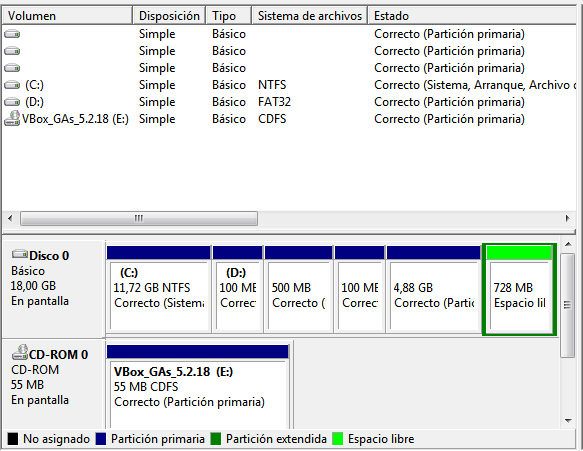 Volumen Disposición Tipo Sistema de archivos Estado
Simple Básico Correcto (Partición primaria)
Simple Básico Correcto (Partición primaria)
Simple Básico Correcto (Partición primaria)
(C:) Simple Básico NTFS Correcto (Sistema, Arranque, Archivo d
(D:) Simple Básico FAT32 Correcto (Partición primaria)
VBox_GAs_5.2.18 (E:) Simple Básico CDFS Correcto (Partición primaria)
Disco 0
Básico
18,00 GB
En pantalla
(C:)
11,72 GB NTFS
Correcto (Sistema
(D:)
100 ME
Correct
500 MB
Correcto (
100 ME
Correc
4,88 GB
Correcto (Partic
728 MB
Espacio lil
CD-ROM 0
CD-ROM
55 MB
En pantalla
VBox_GAs_5.2.18 (E:)
55 MB CDFS
Correcto (Partición primaria)
No asignado Partición primaria Partición extendida Espacio libre